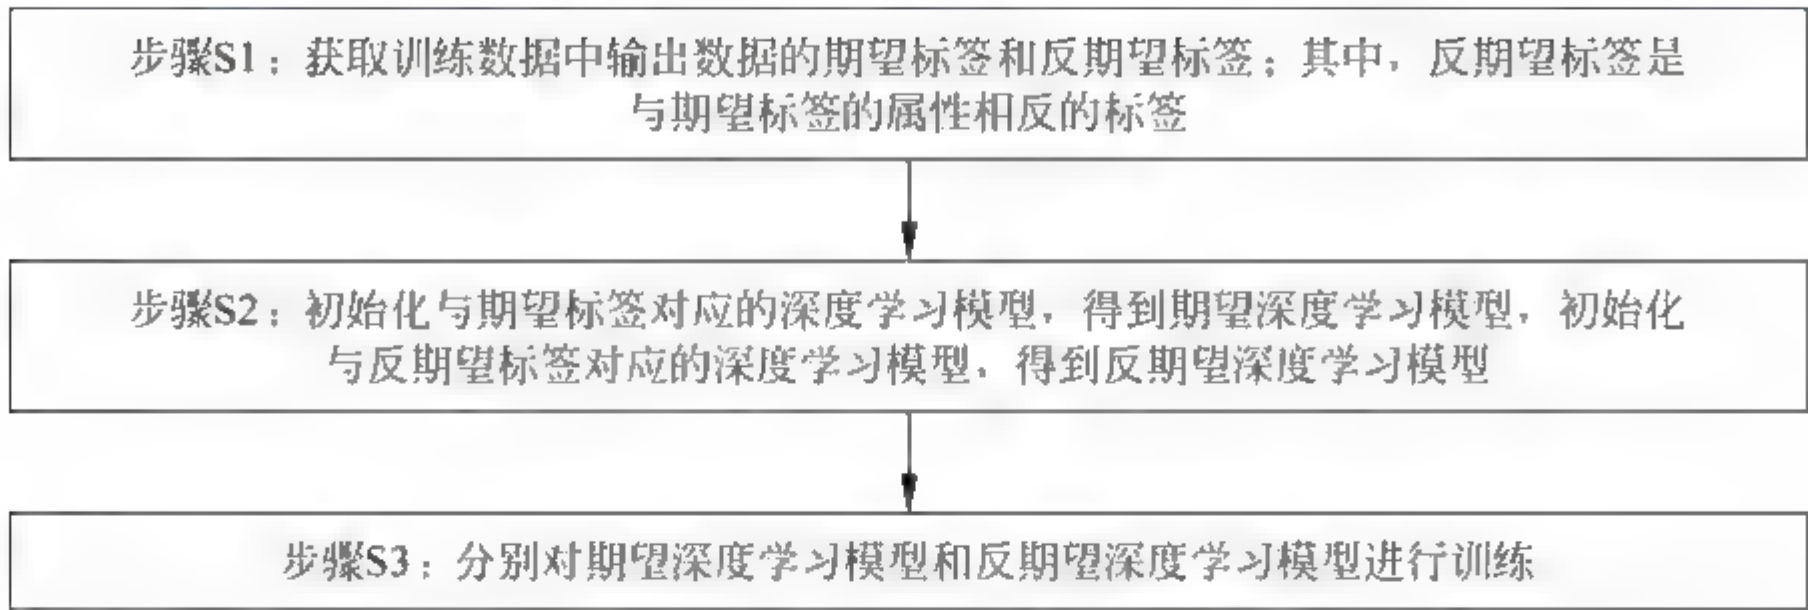 步骤S1：获取训练数据中输出数据的期望标签和反期望标签；其中，反期望标签是
与期望标签的属性相反的标签
步骤S2：初始化与期望标签对应的深度学习模型，得到期望深度学习模型，初始化
与反期望标签对应的深度学习模型，得到反期望深度学习模型
步骤S3：分别对期望深度学习模型和反期望深度学习模型进行训练